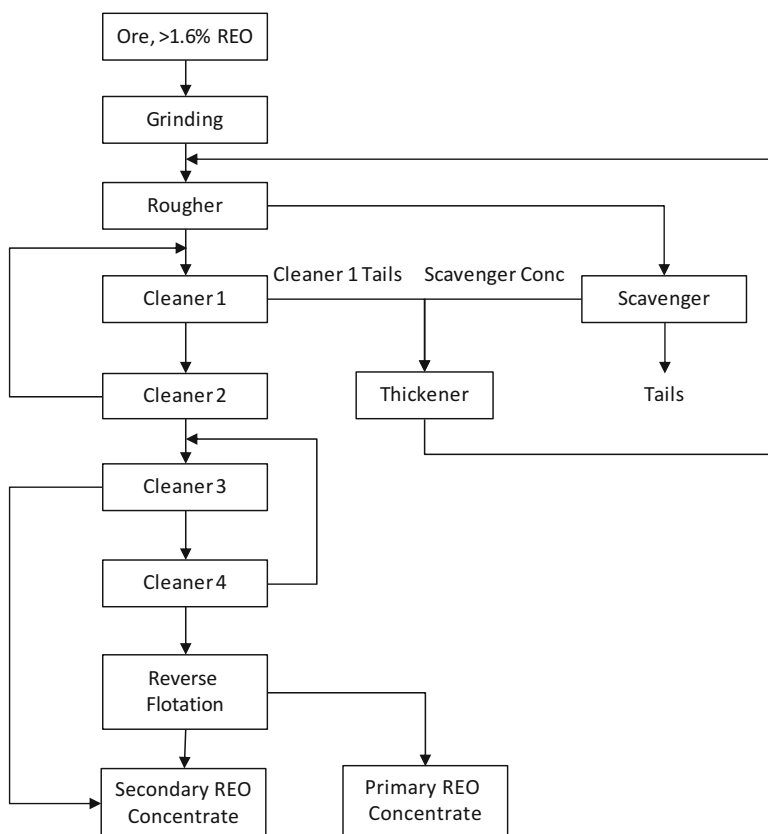 Ore, >1.6% REO
Grinding
Rougher
Cleaner 1 Tails
Scavenger Conc
Cleaner 1
Scavenger
Cleaner 2
Thickener
Tails
Cleaner 3
Cleaner 4
Reverse
Flotation
Secondary REO
Concentrate
Primary REO
Concentrate